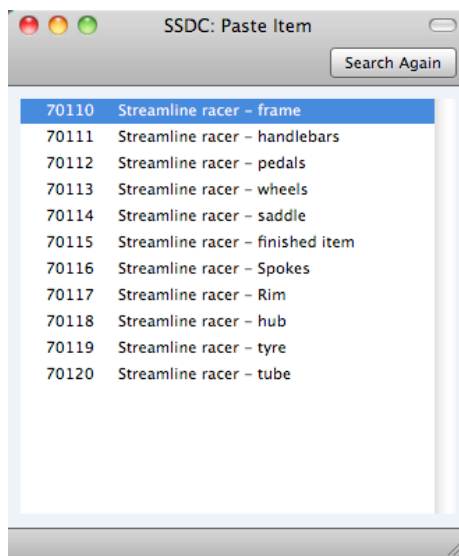 SSDC: Paste Item
Search Again
70110 Streamline racer – frame
70111 Streamline racer – handlebars
70112 Streamline racer – pedals
70113 Streamline racer – wheels
70114 Streamline racer – saddle
70115 Streamline racer – finished item
70116 Streamline racer – Spokes
70117 Streamline racer – Rim
70118 Streamline racer – hub
70119 Streamline racer – tyre
70120 Streamline racer – tube